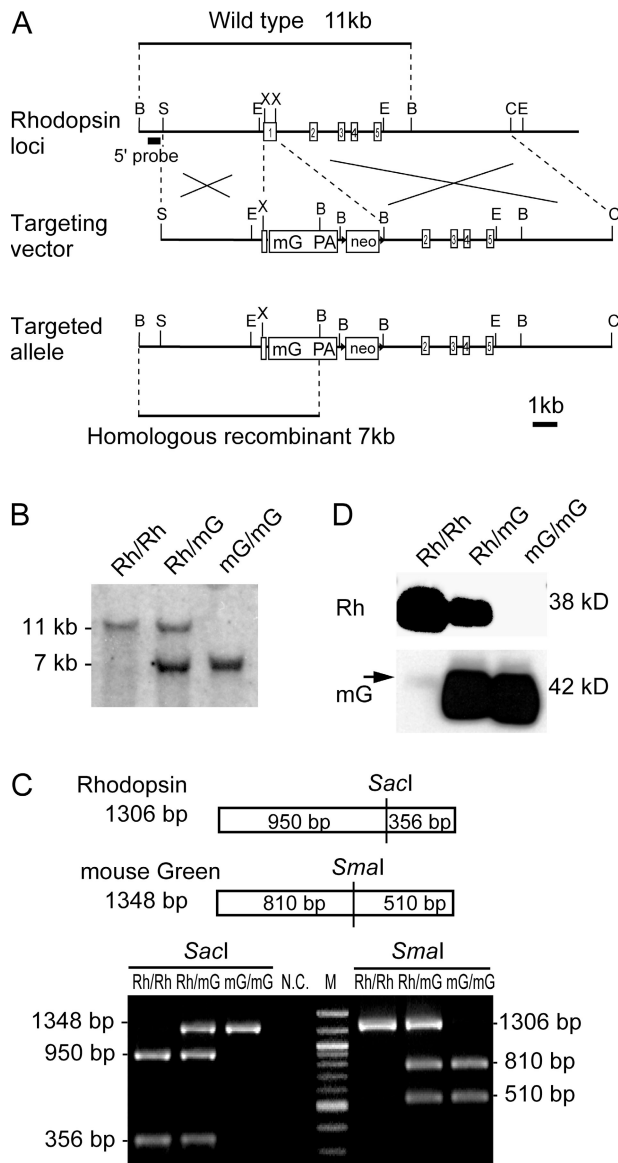 A
Wild type 11kb
B S E X X E B C E
Rhodopsin loci
1 2 3 4 5
5' probe
S E X B B B E B C
Targeting vector
mG PA neo 2 3 4 5
B S E X B B B E B C
Targeted allele
mG PA neo 2 3 4 5
1kb
Homologous recombinant 7kb
B
Rh/Rh Rh/mG mG/mG
11 kb -
7 kb -
D
Rh/Rh Rh/mG mG/mG
Rh 38 kD
mG 42 kD
C
Rhodopsin
1306 bp
SacI
950 bp 356 bp
mouse Green
1348 bp
SmaI
810 bp 510 bp
SacI SmaI
Rh/Rh Rh/mG mG/mG N.C. M Rh/Rh Rh/mG mG/mG
1348 bp -
950 bp -
356 bp -
- 1306 bp
- 810 bp
- 510 bp